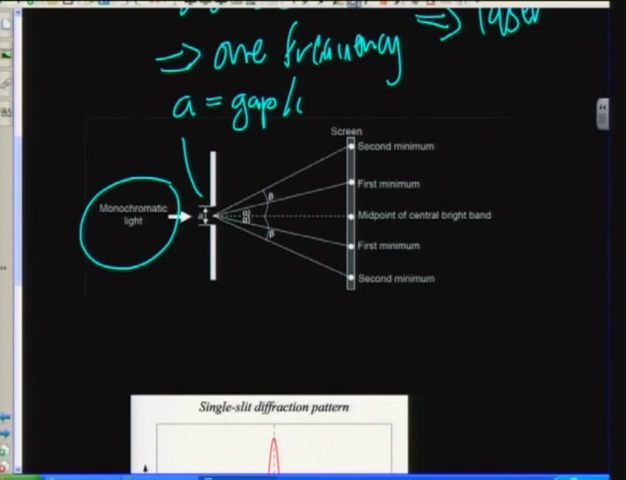 ⇒ laser
⇒ one frequency
a = gap
Screen
Second minimum
First minimum
Monochromatic
light
a
β
α
α
Midpoint of central bright band
β
First minimum
Second minimum
Single-slit diffraction pattern